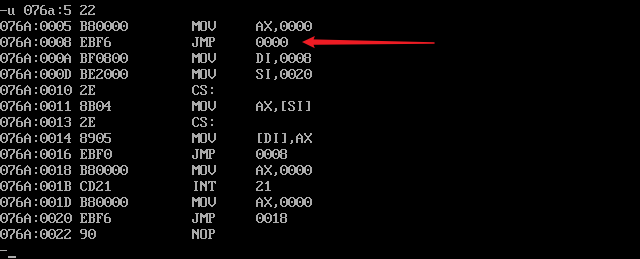 -u 076a:5 22
076A:0005 B80000 MOV AX,0000
076A:0008 EBF6 JMP 0000
076A:000A BF0800 MOV DI,0008
076A:000D BE2000 MOV SI,0020
076A:0010 2E CS:
076A:0011 8B04 MOV AX,[SI]
076A:0013 2E CS:
076A:0014 8905 MOV [DI],AX
076A:0016 EBF0 JMP 0008
076A:0018 B80000 MOV AX,0000
076A:001B CD21 INT 21
076A:001D B80000 MOV AX,0000
076A:0020 EBF6 JMP 0018
076A:0022 90 NOP
-_